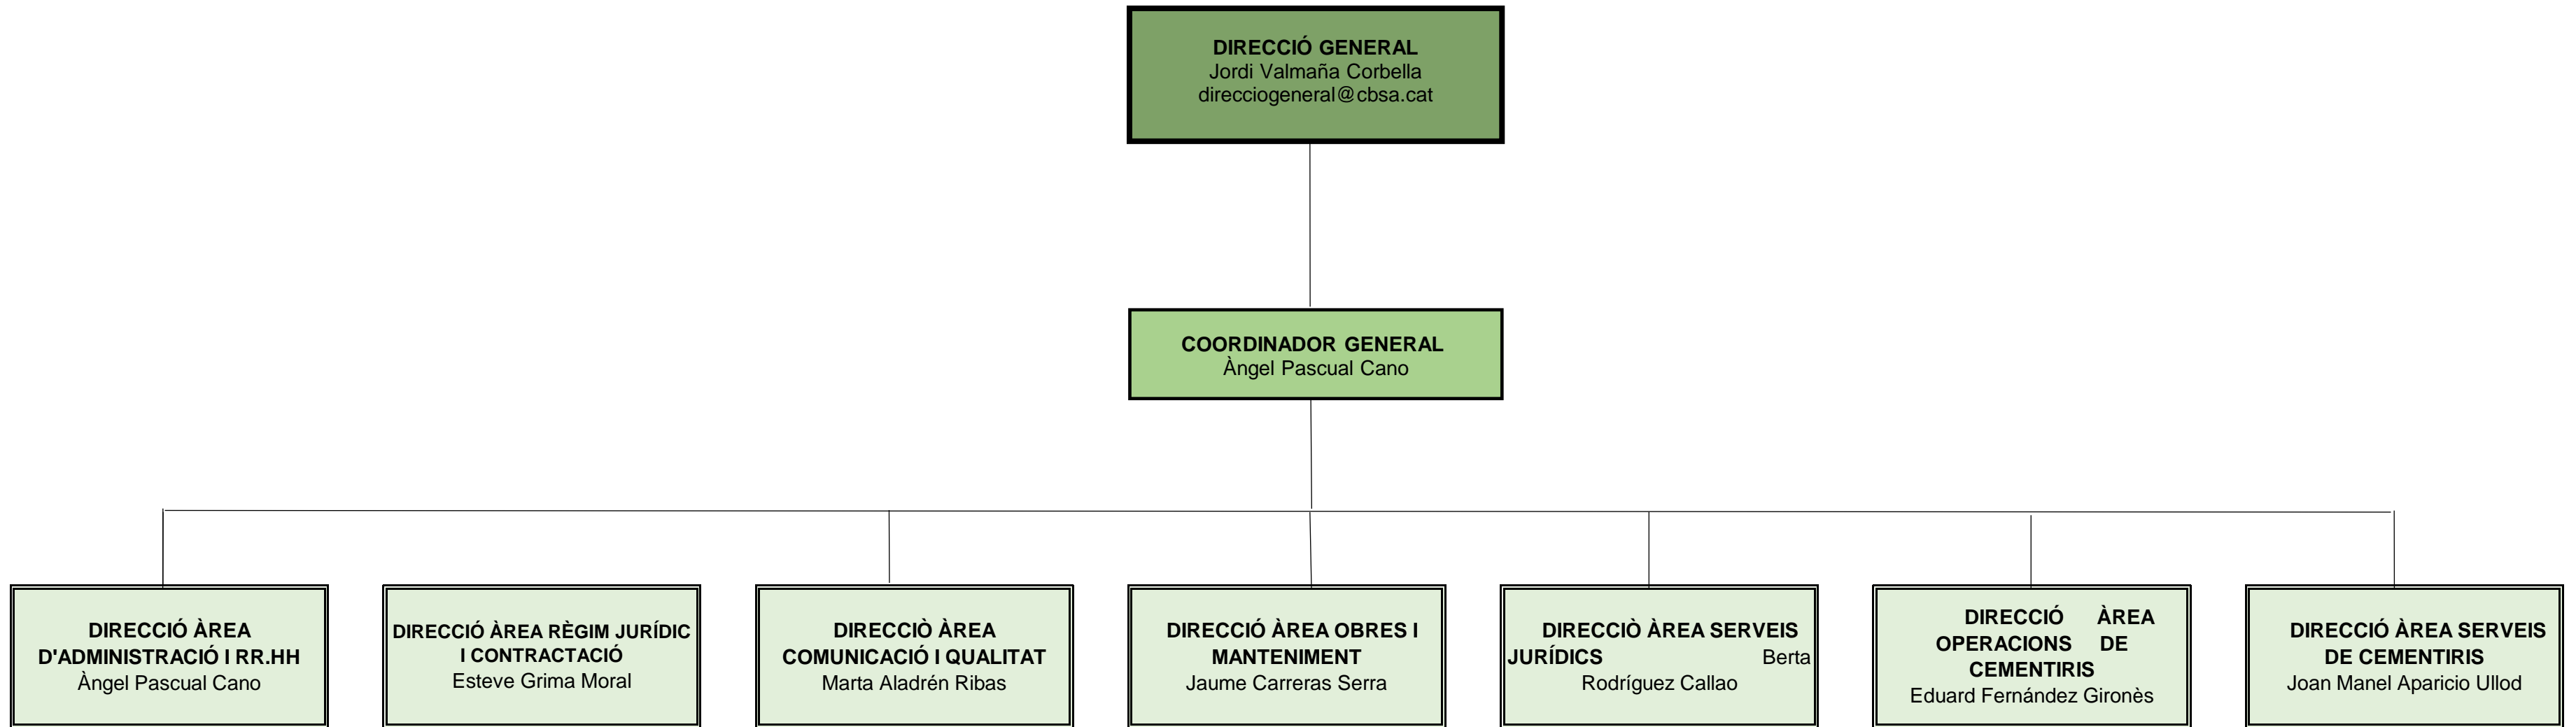 DIRECCIÓ GENERAL
Jordi Valmaña Corbella
direcciogeneral@cbsa.cat
COORDINADOR GENERAL
Àngel Pascual Cano
DIRECCIÓ ÀREA
D'ADMINISTRACIÓ I RR.HH
Àngel Pascual Cano
DIRECCIÓ ÀREA RÈGIM JURÍDIC
I CONTRACTACIÓ
Esteve Grima Moral
DIRECCIÒ ÀREA
COMUNICACIÓ I QUALITAT
Marta Aladrén Ribas
DIRECCIÓ ÀREA OBRES I
MANTENIMENT
Jaume Carreras Serra
DIRECCIÒ ÀREA SERVEIS
JURÍDICS Berta
Rodríguez Callao
DIRECCIÓ ÀREA
OPERACIONS DE
CEMENTIRIS
Eduard Fernández Gironès
DIRECCIÓ ÀREA SERVEIS
DE CEMENTIRIS
Joan Manel Aparicio Ullod